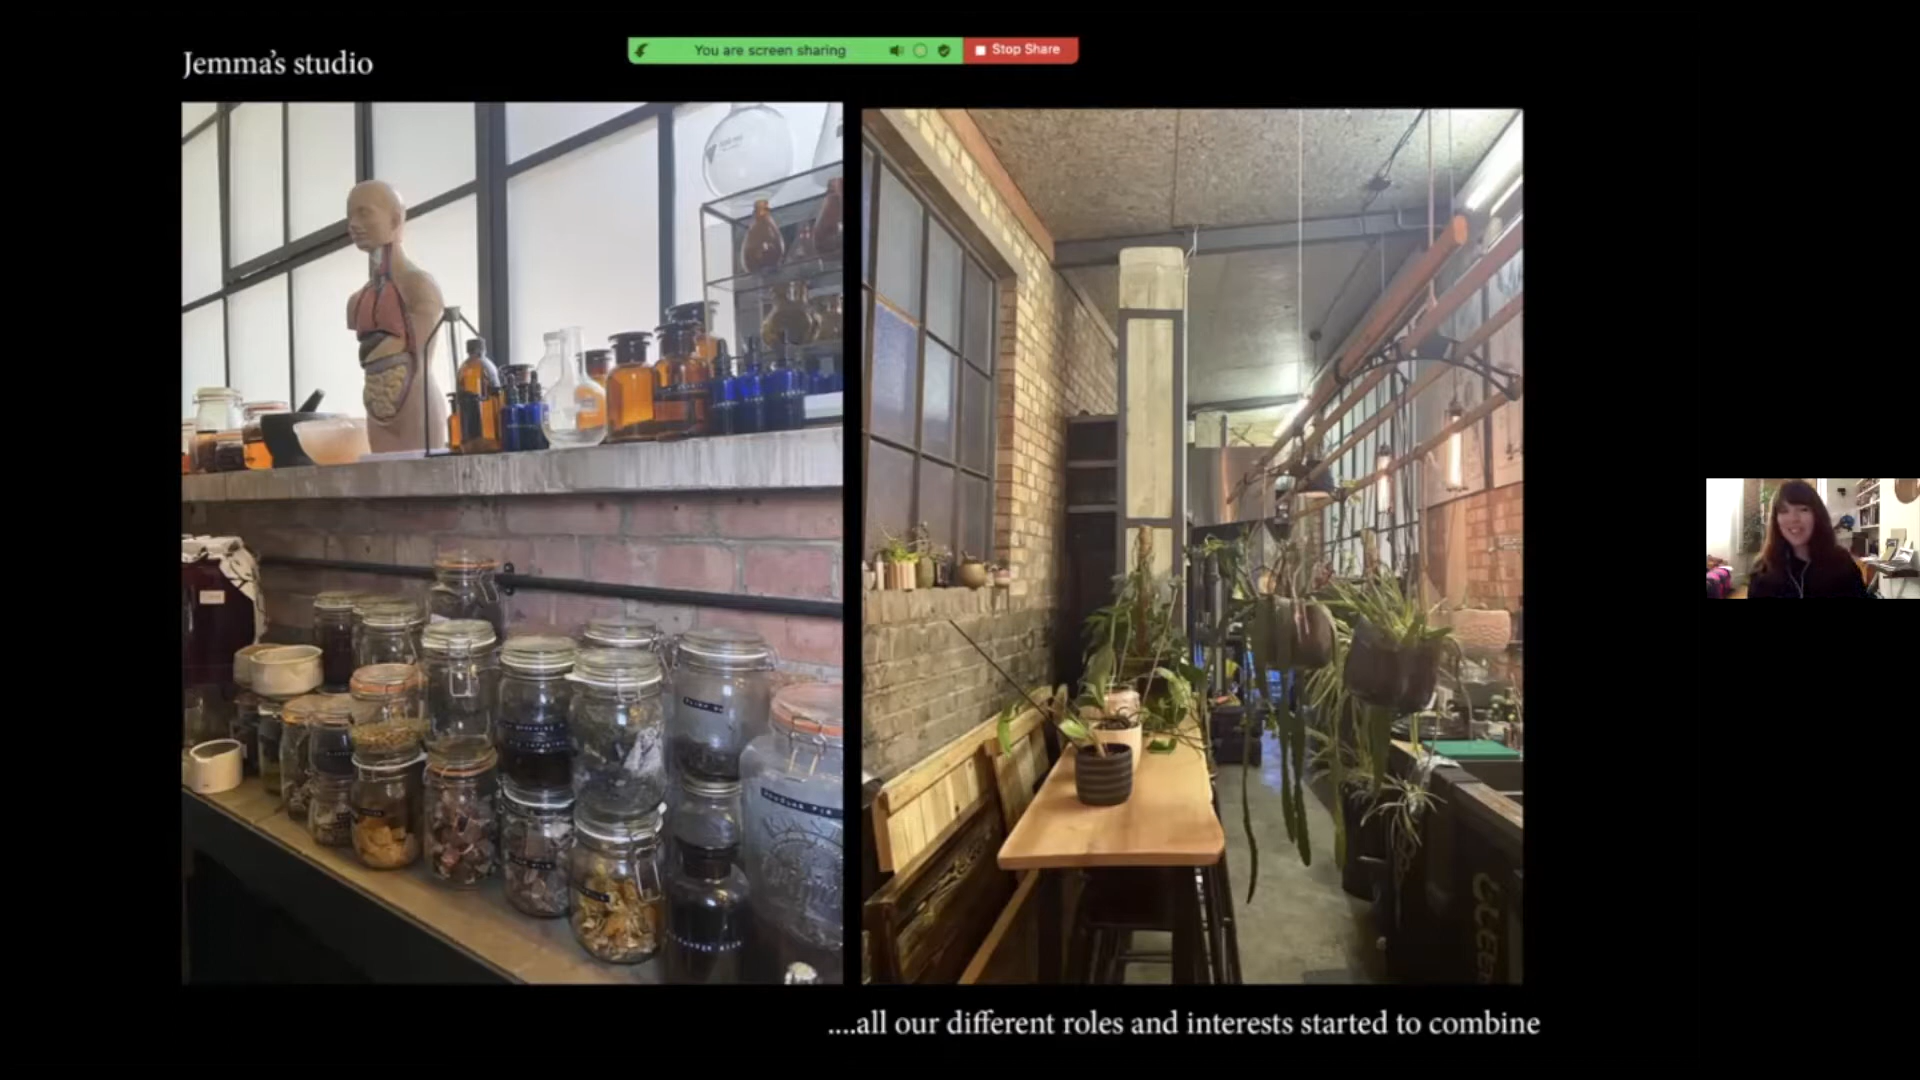 Jemma's studio
You are screen sharing
Stop Share
....all our different roles and interests started to combine